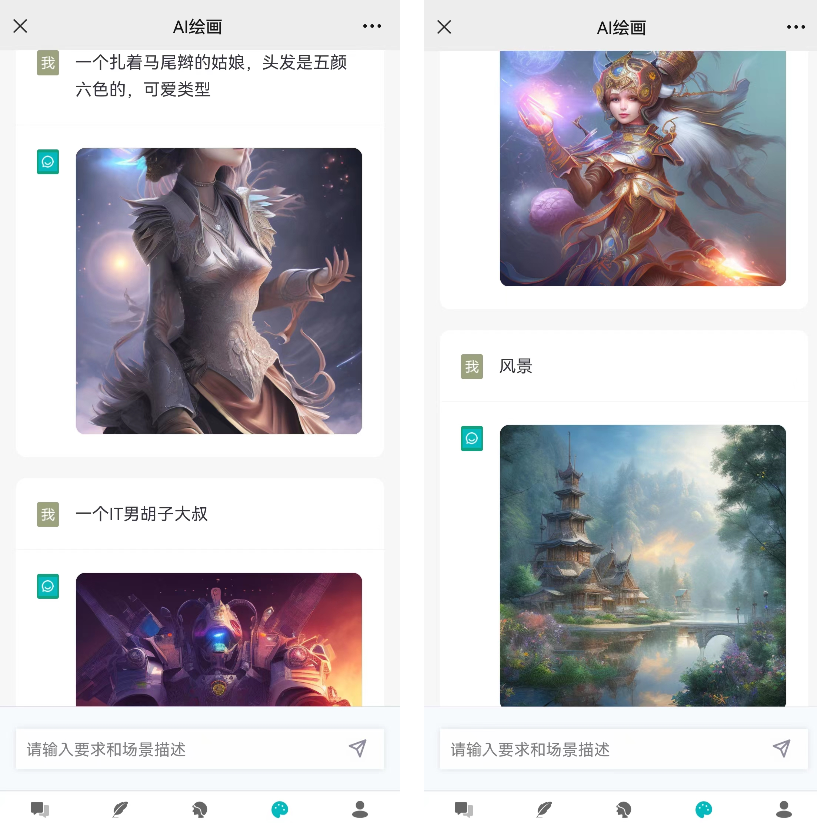 AI绘画
我
一个扎着马尾辫的姑娘，头发是五颜
六色的，可爱类型
我
一个IT男胡子大叔
请输入要求和场景描述
AI绘画
我
风景
请输入要求和场景描述